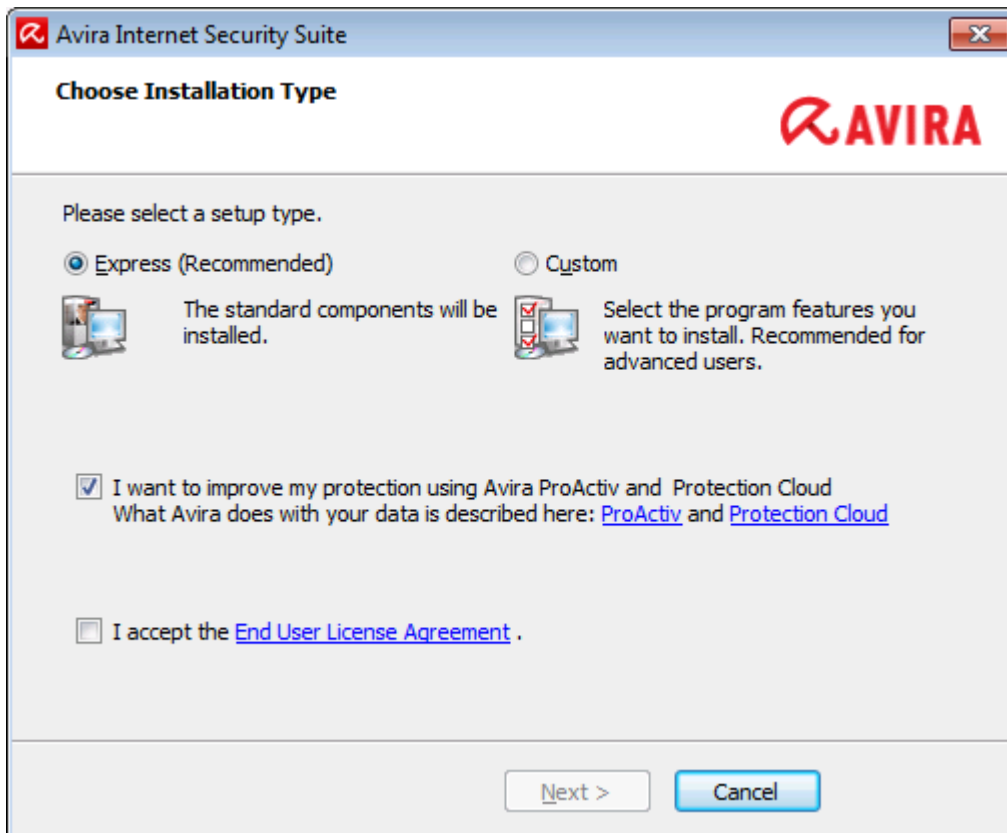 Avira Internet Security Suite
Choose Installation Type
AVIRA
Please select a setup type.
Express (Recommended)
The standard components will be
installed.
Custom
Select the program features you
want to install. Recommended for
advanced users.
I want to improve my protection using Avira ProActiv and  Protection Cloud
What Avira does with your data is described here: ProActiv and Protection Cloud
I accept the End User License Agreement .
Next >
Cancel